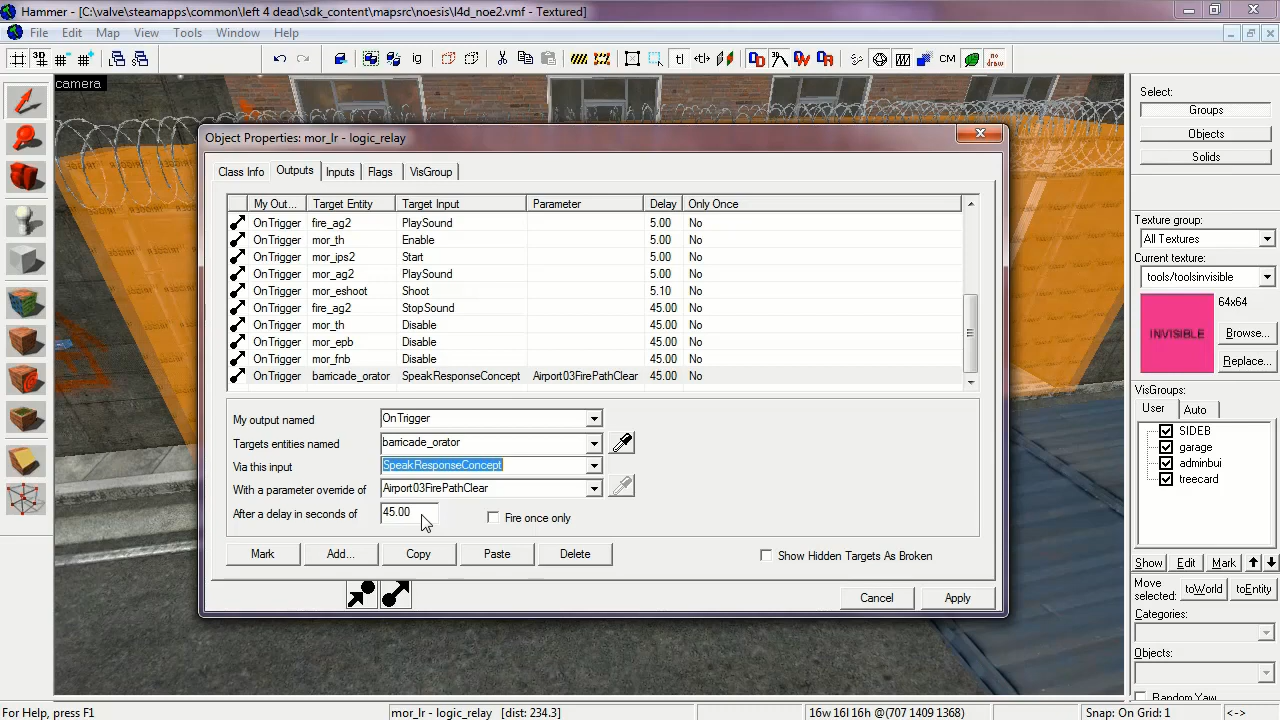 Hammer - [C:\valve\steamapps\common\left 4 dead\sdk_content\mapsrc\noesis\l4d_noe2.vmf - Textured]
File Edit Map View Tools Window Help
CM
no draw
camera
Object Properties: mor_lr - logic_relay
Class Info Outputs Inputs Flags VisGroup
My Out... Target Entity Target Input Parameter Delay Only Once
OnTrigger fire_ag2 PlaySound 5.00 No
OnTrigger mor_th Enable 5.00 No
OnTrigger mor_ips2 Start 5.00 No
OnTrigger mor_ag2 PlaySound 5.00 No
OnTrigger mor_eshoot Shoot 5.10 No
OnTrigger fire_ag2 StopSound 45.00 No
OnTrigger mor_th Disable 45.00 No
OnTrigger mor_epb Disable 45.00 No
OnTrigger mor_fnb Disable 45.00 No
OnTrigger barricade_orator SpeakResponseConcept Airport03FirePathClear 45.00 No
My output named OnTrigger
Targets entities named barricade_orator
Via this input SpeakResponseConcept
With a parameter override of Airport03FirePathClear
After a delay in seconds of 45.00 Fire once only
Mark Add... Copy Paste Delete Show Hidden Targets As Broken
Cancel Apply
Select:
Groups
Objects
Solids
Texture group:
All Textures
Current texture:
tools/toolsinvisible
INVISIBLE
64x64
Browse...
Replace...
VisGroups:
User Auto
SIDEB
garage
adminbui
treecard
Show Edit Mark
Move selected: toWorld toEntity
Categories:
Objects:
Random Yaw
For Help, press F1 mor_lr - logic_relay [dist: 234.3] 16w 16l 16h @(707 1409 1368) Snap: On Grid: 1 <->